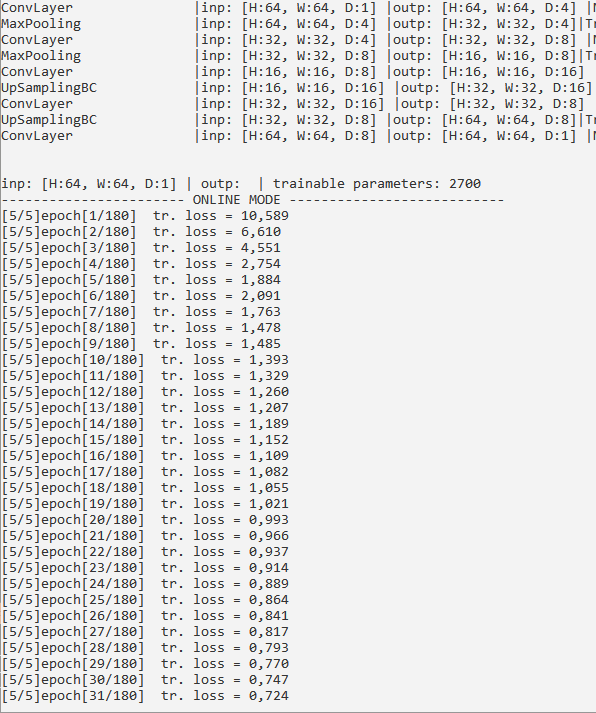 ConvLayer |inp: [H:64, W:64, D:1] |outp: [H:64, W:64, D:4] |
MaxPooling |inp: [H:64, W:64, D:4] |outp: [H:32, W:32, D:4]|Tr
ConvLayer |inp: [H:32, W:32, D:4] |outp: [H:32, W:32, D:8] |
MaxPooling |inp: [H:32, W:32, D:8] |outp: [H:16, W:16, D:8]|Tr
ConvLayer |inp: [H:16, W:16, D:8] |outp: [H:16, W:16, D:16]
UpSamplingBC |inp: [H:16, W:16, D:16] |outp: [H:32, W:32, D:16]
ConvLayer |inp: [H:32, W:32, D:16] |outp: [H:32, W:32, D:8]
UpSamplingBC |inp: [H:32, W:32, D:8] |outp: [H:64, W:64, D:8]|Tr
ConvLayer |inp: [H:64, W:64, D:8] |outp: [H:64, W:64, D:1] |
inp: [H:64, W:64, D:1] | outp:  | trainable parameters: 2700
----------------------- ONLINE MODE ---------------------------
[5/5]epoch[1/180]  tr. loss = 10,589
[5/5]epoch[2/180]  tr. loss = 6,610
[5/5]epoch[3/180]  tr. loss = 4,551
[5/5]epoch[4/180]  tr. loss = 2,754
[5/5]epoch[5/180]  tr. loss = 1,884
[5/5]epoch[6/180]  tr. loss = 2,091
[5/5]epoch[7/180]  tr. loss = 1,763
[5/5]epoch[8/180]  tr. loss = 1,478
[5/5]epoch[9/180]  tr. loss = 1,485
[5/5]epoch[10/180]  tr. loss = 1,393
[5/5]epoch[11/180]  tr. loss = 1,329
[5/5]epoch[12/180]  tr. loss = 1,260
[5/5]epoch[13/180]  tr. loss = 1,207
[5/5]epoch[14/180]  tr. loss = 1,189
[5/5]epoch[15/180]  tr. loss = 1,152
[5/5]epoch[16/180]  tr. loss = 1,109
[5/5]epoch[17/180]  tr. loss = 1,082
[5/5]epoch[18/180]  tr. loss = 1,055
[5/5]epoch[19/180]  tr. loss = 1,021
[5/5]epoch[20/180]  tr. loss = 0,993
[5/5]epoch[21/180]  tr. loss = 0,966
[5/5]epoch[22/180]  tr. loss = 0,937
[5/5]epoch[23/180]  tr. loss = 0,914
[5/5]epoch[24/180]  tr. loss = 0,889
[5/5]epoch[25/180]  tr. loss = 0,864
[5/5]epoch[26/180]  tr. loss = 0,841
[5/5]epoch[27/180]  tr. loss = 0,817
[5/5]epoch[28/180]  tr. loss = 0,793
[5/5]epoch[29/180]  tr. loss = 0,770
[5/5]epoch[30/180]  tr. loss = 0,747
[5/5]epoch[31/180]  tr. loss = 0,724